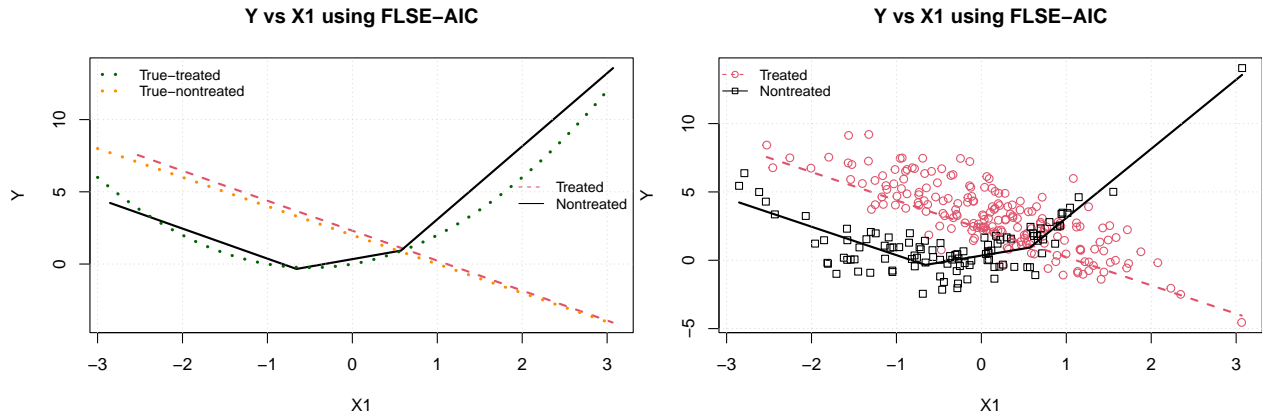 Y vs X1 using FLSE−AIC
True−treated
True−nontreated
Treated
Nontreated
Y
10
5
0
−3 −2 −1 0 1 2 3
X1
Y vs X1 using FLSE−AIC
Treated
Nontreated
Y
10
5
0
−5
−3 −2 −1 0 1 2 3
X1